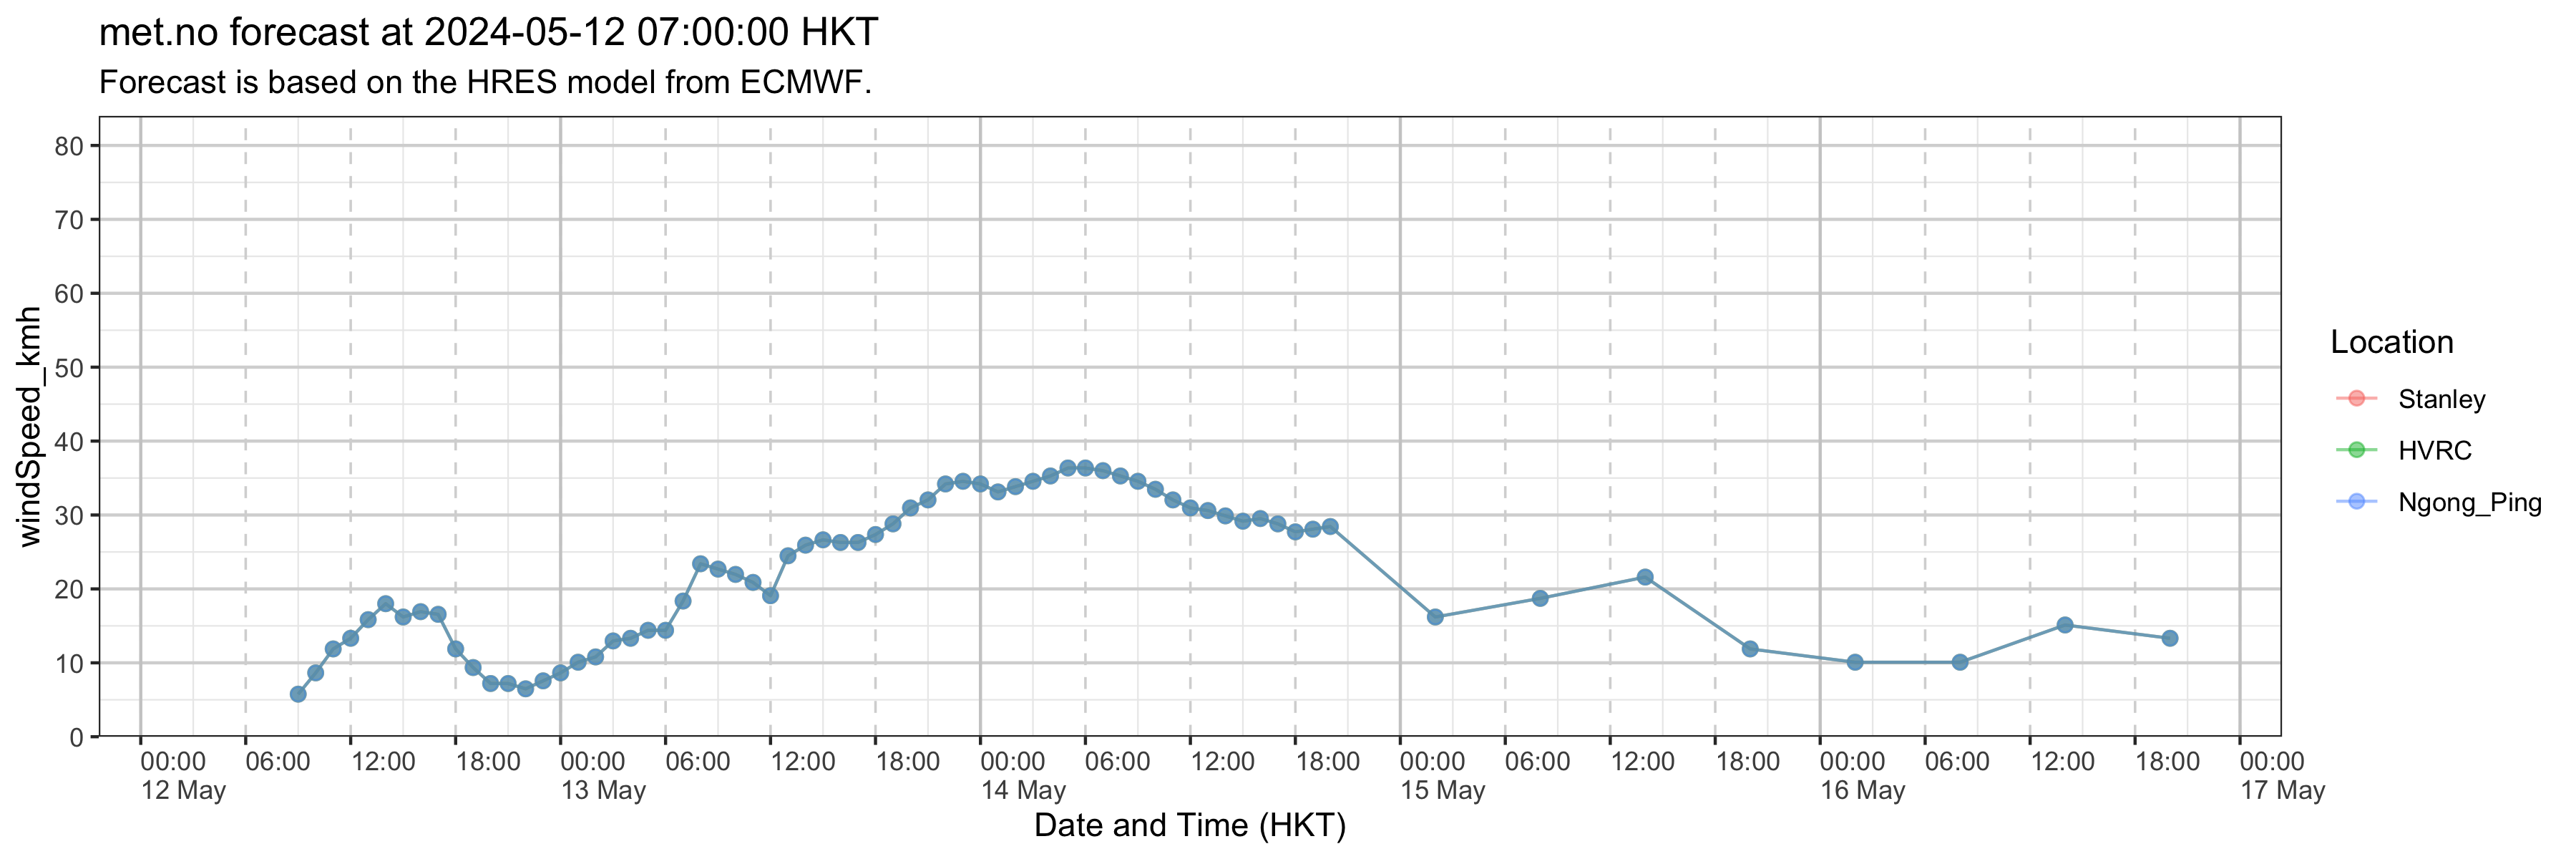 met.no forecast at 2024-05-12 07:00:00 HKT
Forecast is based on the HRES model from ECMWF.
windSpeed_kmh
80
70
60
50
40
30
20
10
0
00:00 06:00 12:00 18:00 00:00 06:00 12:00 18:00 00:00 06:00 12:00 18:00 00:00 06:00 12:00 18:00 00:00 06:00 12:00 18:00 00:00
12 May 13 May 14 May 15 May 16 May 17 May
Date and Time (HKT)
Location
Stanley
HVRC
Ngong_Ping